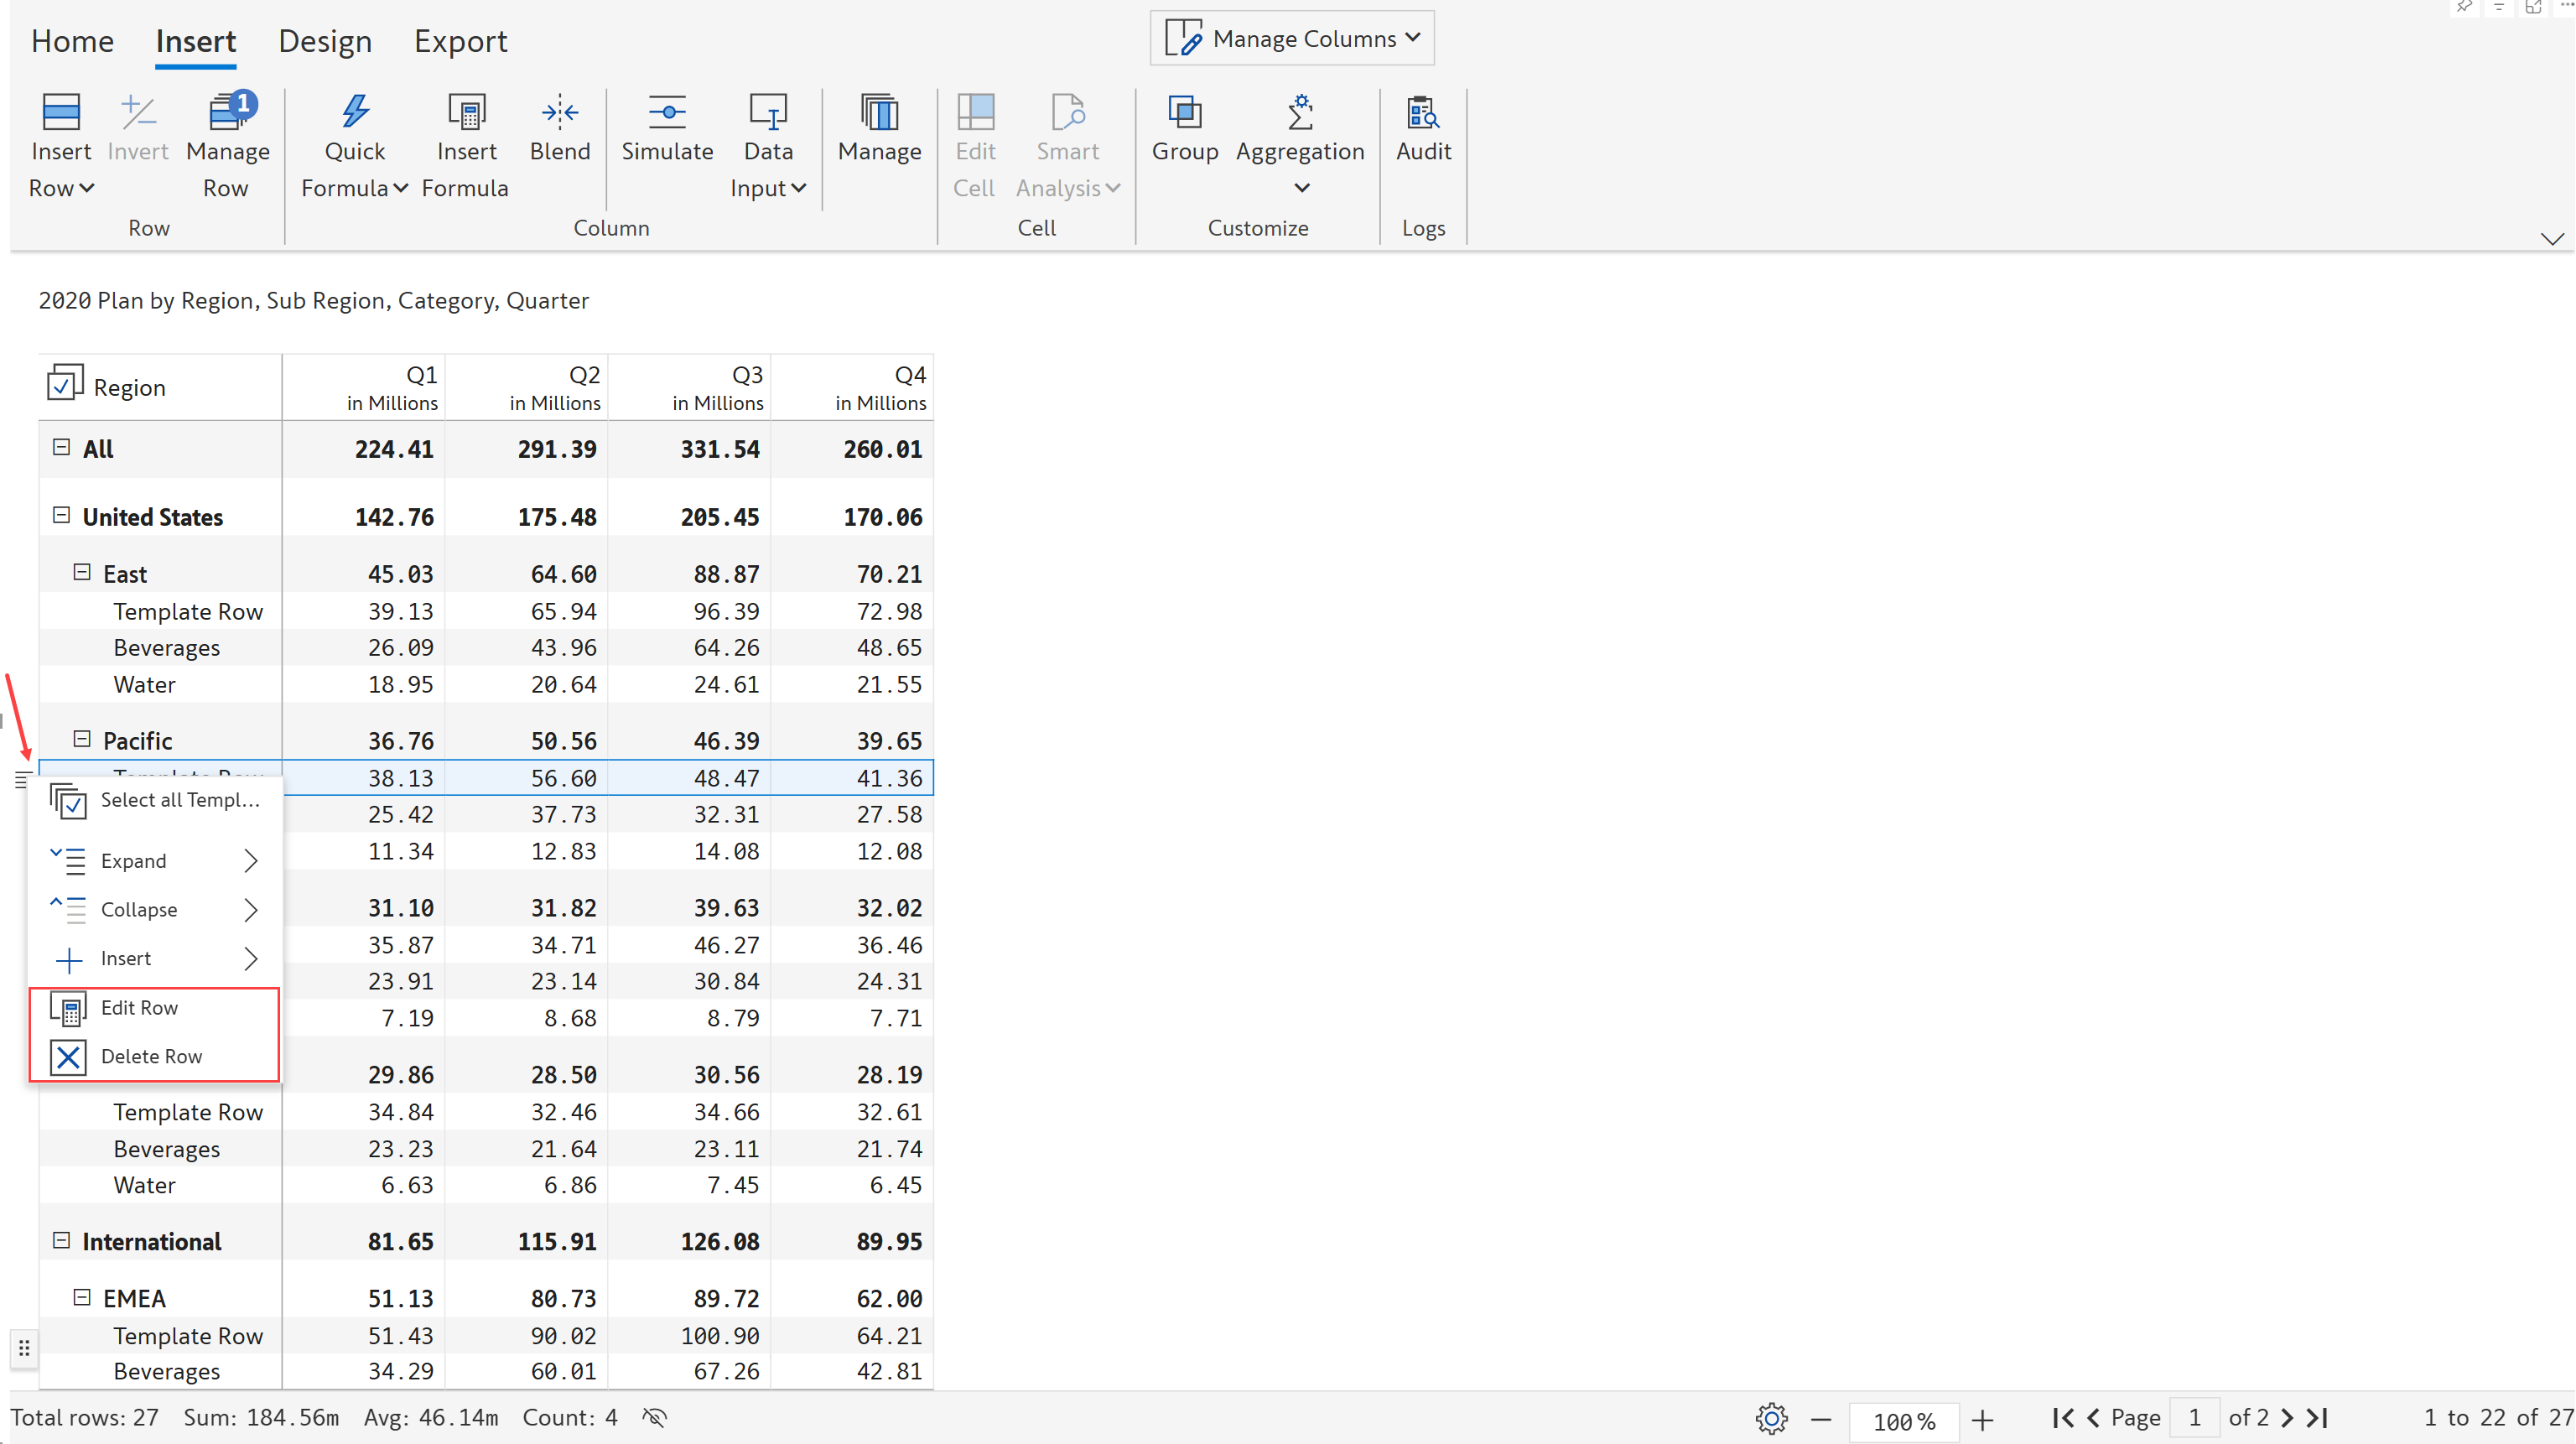 Home Insert Design Export Manage Columns
Insert Invert Manage Quick Insert Blend Simulate Data Manage Edit Smart Group Aggregation Audit
Row Row Formula Formula Input Cell Analysis
1
Row Column Cell Customize Logs
2020 Plan by Region, Sub Region, Category, Quarter
Region Q1 Q2 Q3 Q4
in Millions in Millions in Millions in Millions
All 224.41 291.39 331.54 260.01
United States 142.76 175.48 205.45 170.06
East 45.03 64.60 88.87 70.21
Template Row 39.13 65.94 96.39 72.98
Beverages 26.09 43.96 64.26 48.65
Water 18.95 20.64 24.61 21.55
Pacific 36.76 50.56 46.39 39.65
38.13 56.60 48.47 41.36
Select all Templ...
25.42 37.73 32.31 27.58
Expand 11.34 12.83 14.08 12.08
Collapse 31.10 31.82 39.63 32.02
Insert 35.87 34.71 46.27 36.46
23.91 23.14 30.84 24.31
Edit Row 7.19 8.68 8.79 7.71
Delete Row 29.86 28.50 30.56 28.19
Template Row 34.84 32.46 34.66 32.61
Beverages 23.23 21.64 23.11 21.74
Water 6.63 6.86 7.45 6.45
International 81.65 115.91 126.08 89.95
EMEA 51.13 80.73 89.72 62.00
Template Row 51.43 90.02 100.90 64.21
Beverages 34.29 60.01 67.26 42.81
Total rows: 27 Sum: 184.56m Avg: 46.14m Count: 4 100% Page 1 of 2 1 to 22 of 27